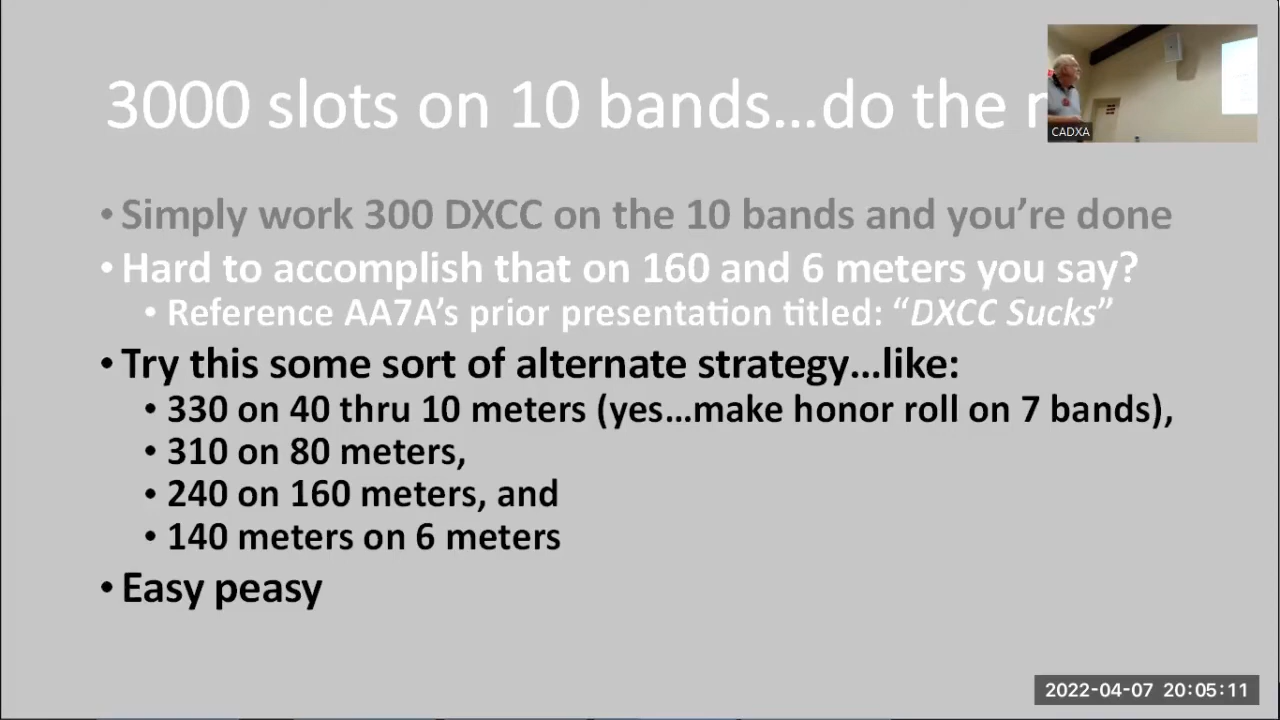 3000 slots on 10 bands...do the
CADXA
• Simply work 300 DXCC on the 10 bands and you’re done
• Hard to accomplish that on 160 and 6 meters you say?
• Reference AA7A’s prior presentation titled: “DXCC Sucks”
• Try this some sort of alternate strategy...like:
• 330 on 40 thru 10 meters (yes...make honor roll on 7 bands),
• 310 on 80 meters,
• 240 on 160 meters, and
• 140 meters on 6 meters
• Easy peasy
2022-04-07 20:05:11